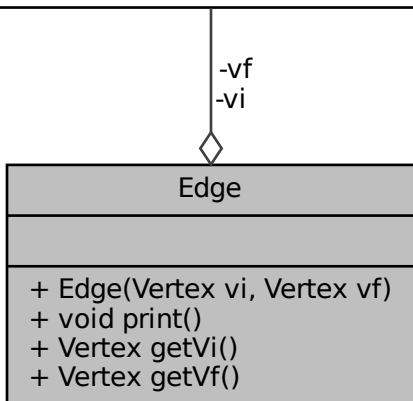 -vf
-vi
Edge
+ Edge(Vertex vi, Vertex vf)
+ void print()
+ Vertex getVi()
+ Vertex getVf()